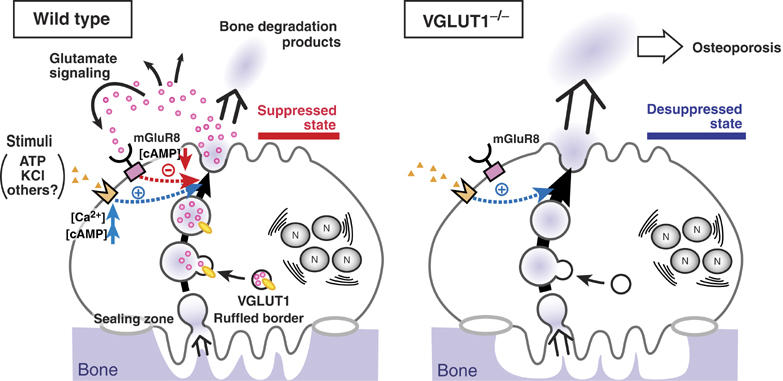 Wild type
Bone degradation
products
Glutamate
signaling
Suppressed
state
mGluR8
[cAMP]
Stimuli
ATP
KCl
others?
[Ca2+]
[cAMP]
N
N
N
N
VGLUT1
Sealing zone
Ruffled border
Bone
VGLUT1–/–
Osteoporosis
Desuppressed
state
mGluR8
N
N
N
N
Bone